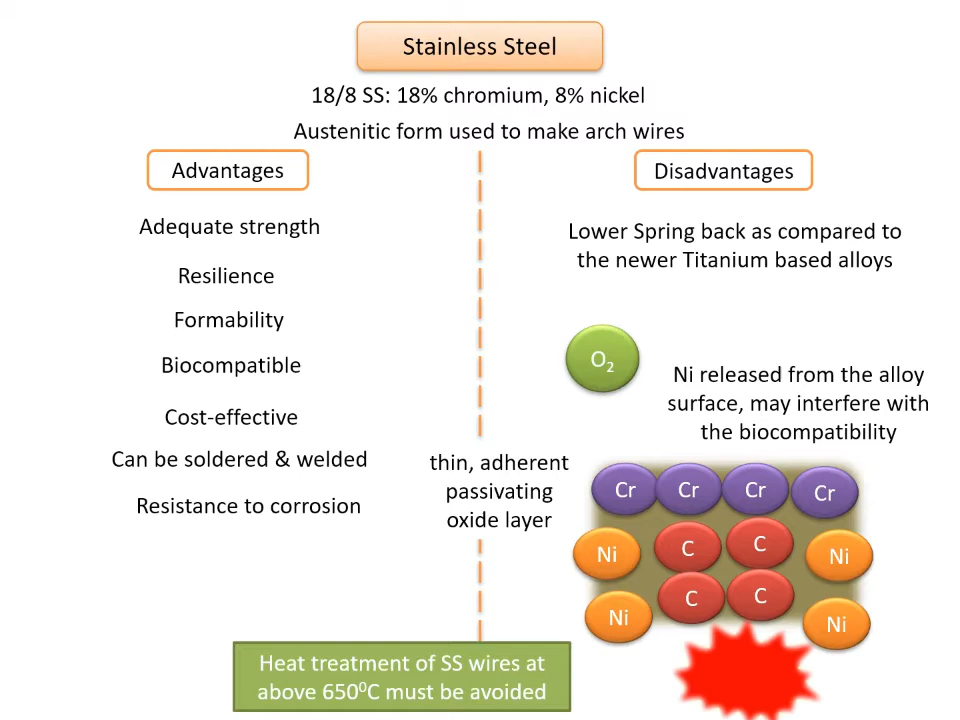 Stainless Steel
18/8 SS: 18% chromium, 8% nickel
Austenitic form used to make arch wires
Advantages
Adequate strength
Resilience
Formability
Biocompatible
Cost-effective
Can be soldered & welded
Resistance to corrosion
thin, adherent
passivating
oxide layer
Disadvantages
Lower Spring back as compared to
the newer Titanium based alloys
O₂
Ni released from the alloy
surface, may interfere with
the biocompatibility
Cr Cr Cr Cr
Ni C C Ni
Ni C C Ni
Heat treatment of SS wires at
above 650⁰C must be avoided